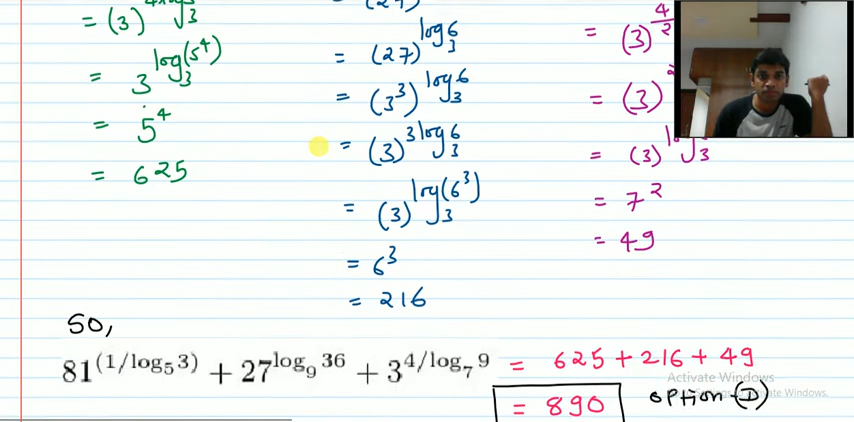 = 3^{log_3(5^4)}
= 5^4
= 625
= (27)^{log_3 6}
= (3^3)^{log_3 6}
= (3)^{3 log_3 6}
= (3)^{log_3(6^3)}
= 6^3
= 216
= (3)^{4/2}
= (3)
= 7^2
= 49
so,
81^{(1/log_5 3)} + 27^{log_9 36} + 3^{4/log_7 9} = 625 + 216 + 49
= 890 option-(D)
Activate Windows